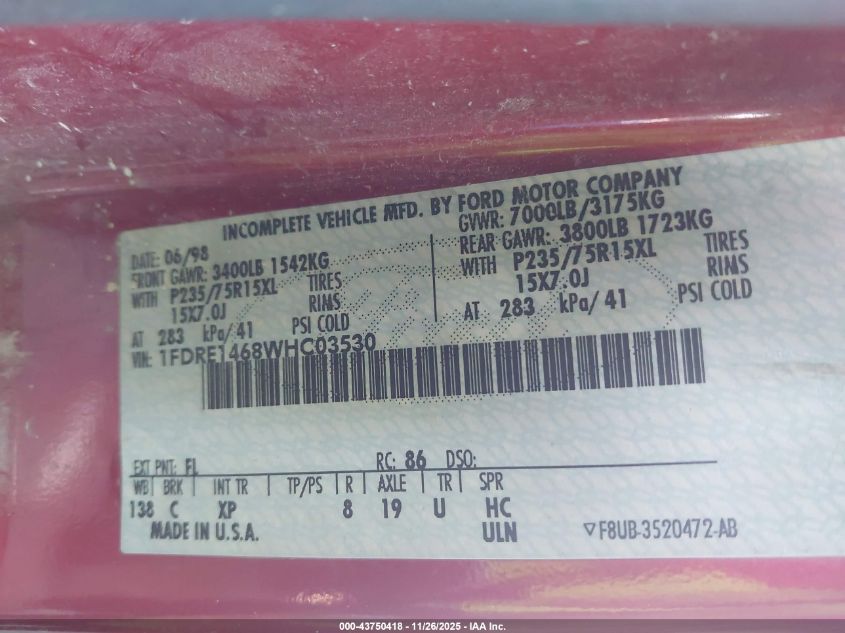 INCOMPLETE VEHICLE MFD. BY FORD MOTOR COMPANY
DATE: 06/98
GVWR: 7000LB/3175KG
FRONT GAWR: 3400LB 1542KG
REAR GAWR: 3800LB 1723KG
WITH P235/75R15XL TIRES
WITH P235/75R15XL TIRES
15X7.0J RIMS
15X7.0J RIMS
AT 283 kPa/41 PSI COLD
AT 283 kPa/41 PSI COLD
VIN: 1FDRE1468WHC03530
EXT PNT: FL RC: 86 DSO:
WB BRK INT TR TP/PS R AXLE TR SPR
138 C XP 8 19 U HC
MADE IN U.S.A. ULN ▽F8UB-3520472-AB
000-43750418 - 11/26/2025 - IAA Inc.